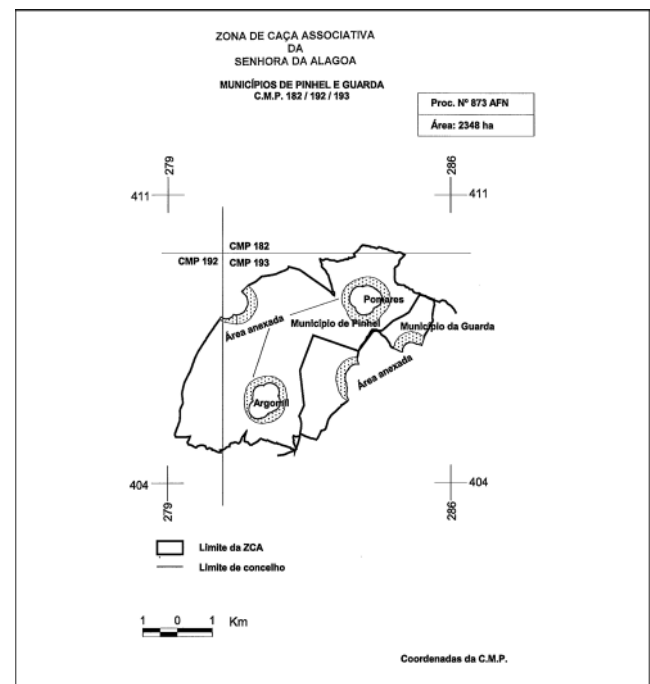 ZONA DE CAÇA ASSOCIATIVA
DA
SENHORA DA ALAGOA
MUNICÍPIOS DE PINHEL E GUARDA
C.M.P. 182 / 192 / 193
Proc. Nº 873 AFN
Área: 2348 ha
279
286
411
411
CMP 182
CMP 192
CMP 193
Pomares
Área anexada
Município de Pinhel
Município da Guarda
Área anexada
Argomil
404
404
279
286
Limite da ZCA
Limite de concelho
1 0 1 Km
Coordenadas da C.M.P.